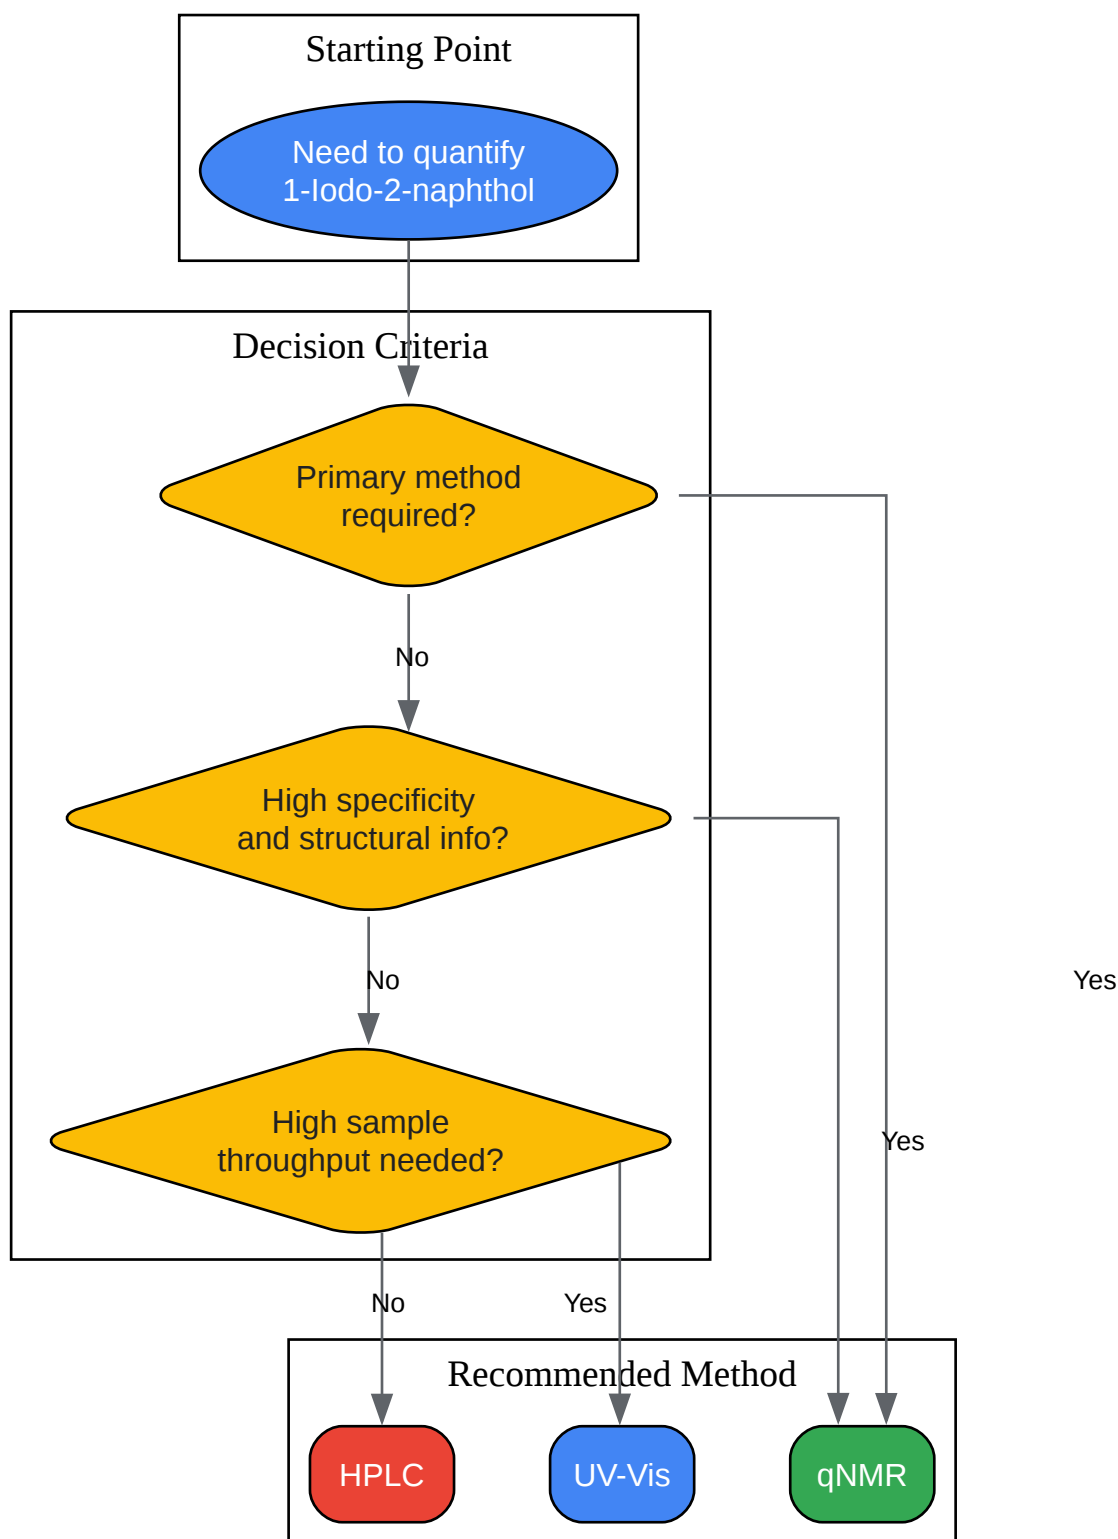 Starting Point
Need to quantify
1-Iodo-2-naphthol
Decision Criteria
Primary method
required?
No
High specificity
and structural info?
No
Yes
High sample
throughput needed?
Yes
No
Yes
Recommended Method
HPLC
UV-Vis
qNMR